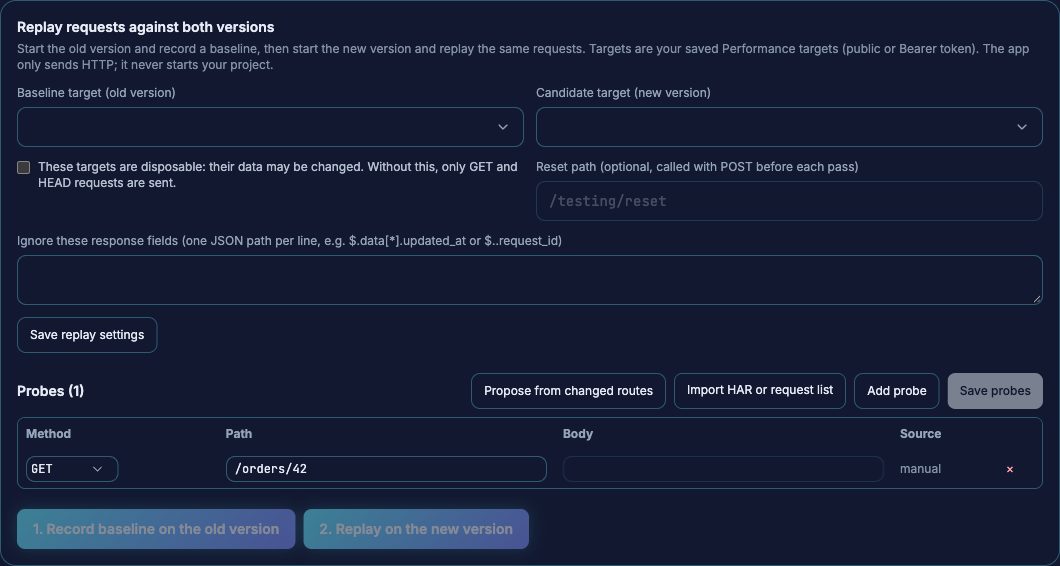 Replay requests against both versions
Start the old version and record a baseline, then start the new version and replay the same requests. Targets are your saved Performance targets (public or Bearer token). The app
only sends HTTP; it never starts your project.
Baseline target (old version)
Candidate target (new version)
These targets are disposable: their data may be changed. Without this, only GET and
HEAD requests are sent.
Reset path (optional, called with POST before each pass)
/testing/reset
Ignore these response fields (one JSON path per line, e.g. $.data[*].updated_at or $..request_id)
Save replay settings
Probes (1)
Propose from changed routes
Import HAR or request list
Add probe
Save probes
Method Path Body Source
GET /orders/42 manual ×
1. Record baseline on the old version
2. Replay on the new version